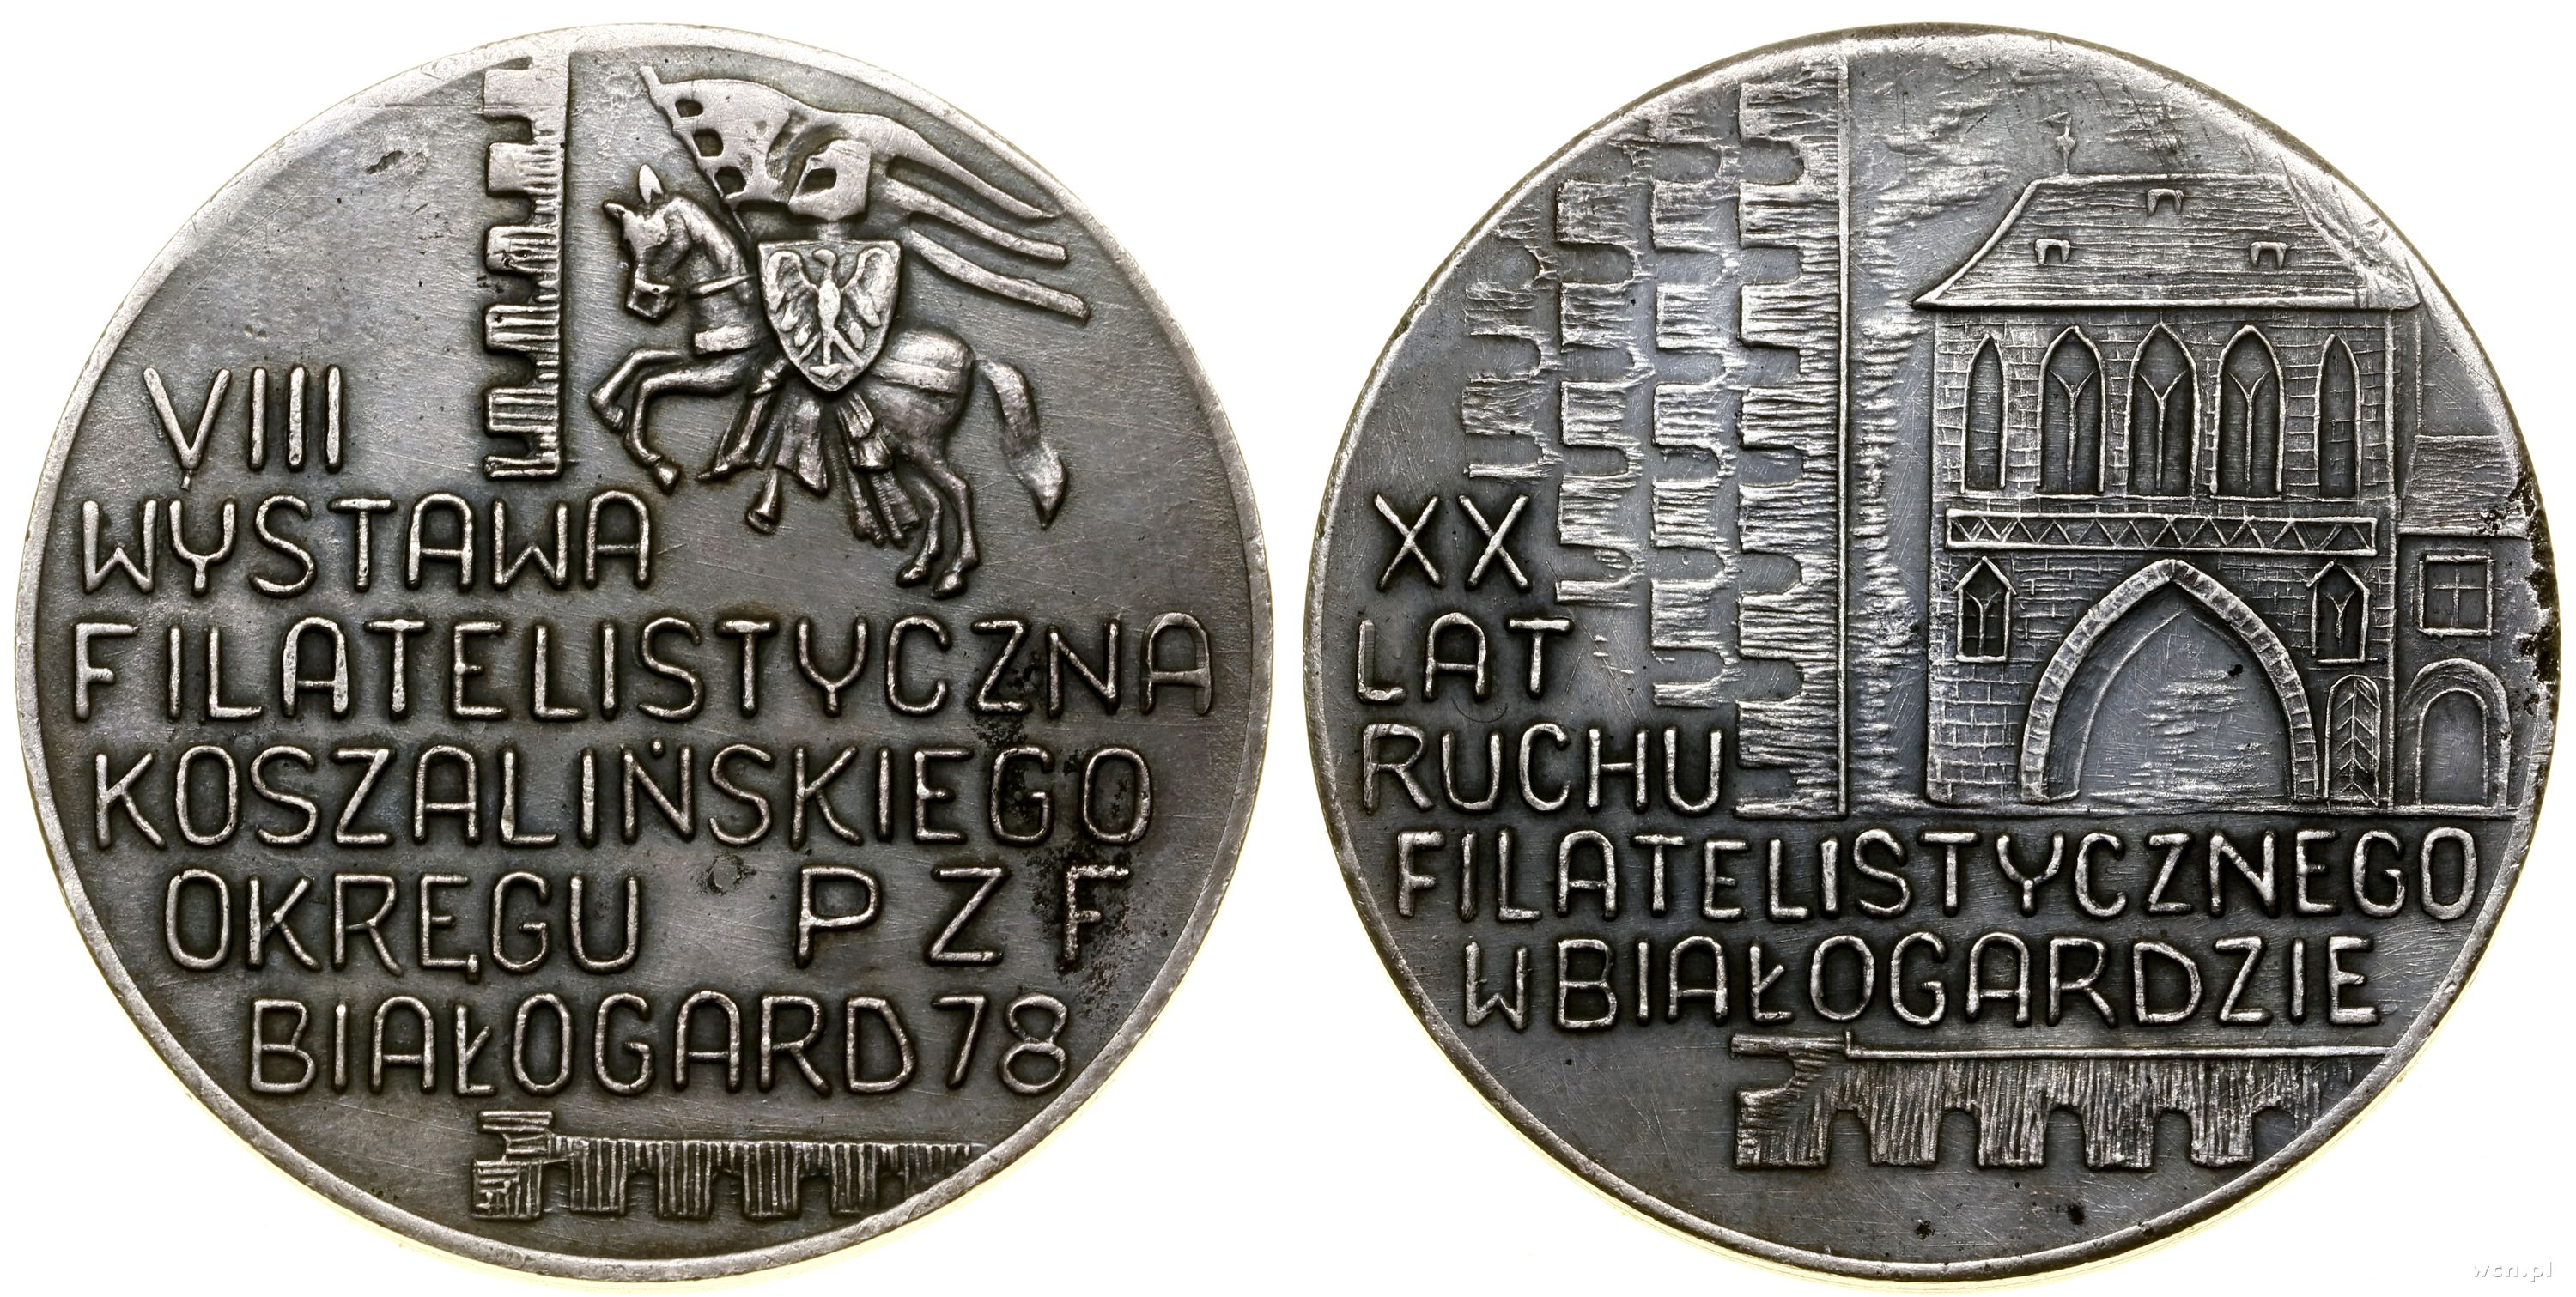 VIII
WYSTAWA
FILATELISTYCZNA
KOSZALIŃSKIEGO
OKRĘGU PZF
BIAŁOGARD 78
XX
LAT
RUCHU
FILATELISTYCZNEGO
W BIAŁOGARDZIE
wcn.pl